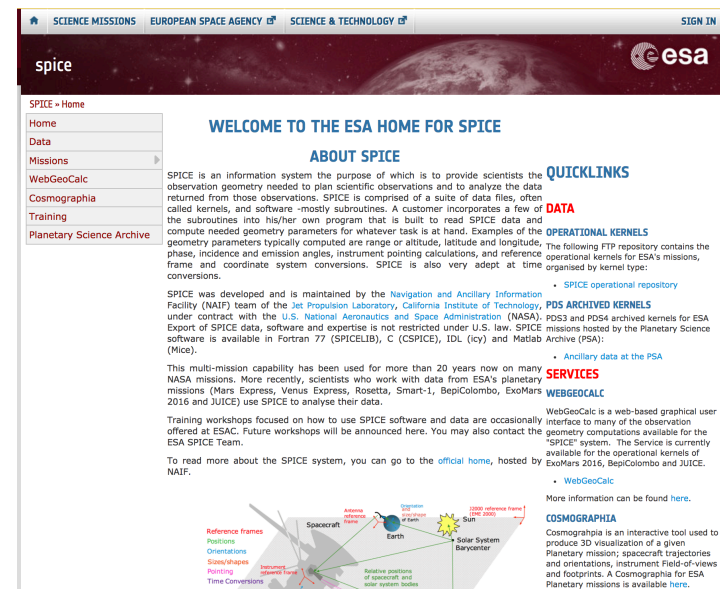 SCIENCE MISSIONS EUROPEAN SPACE AGENCY SCIENCE & TECHNOLOGY SIGN IN
spice
esa
SPICE » Home
Home
Data
Missions
WebGeoCalc
Cosmographia
Training
Planetary Science Archive
WELCOME TO THE ESA HOME FOR SPICE
ABOUT SPICE
SPICE is an information system the purpose of which is to provide scientists the
observation geometry needed to plan scientific observations and to analyze the data
returned from those observations. SPICE is comprised of a suite of data files, often
called kernels, and software -mostly subroutines. A customer incorporates a few of
the subroutines into his/her own program that is built to read SPICE data and
compute needed geometry parameters for whatever task is at hand. Examples of the
geometry parameters typically computed are range or altitude, latitude and longitude,
phase, incidence and emission angles, instrument pointing calculations, and reference
frame and coordinate system conversions. SPICE is also very adept at time
conversions.
SPICE was developed and is maintained by the Navigation and Ancillary Information
Facility (NAIF) team of the Jet Propulsion Laboratory, California Institute of Technology,
under contract with the U.S. National Aeronautics and Space Administration (NASA).
Export of SPICE data, software and expertise is not restricted under U.S. law. SPICE
software is available in Fortran 77 (SPICELIB), C (CSPICE), IDL (icy) and Matlab
(Mice).
This multi-mission capability has been used for more than 20 years now on many
NASA missions. More recently, scientists who work with data from ESA's planetary
missions (Mars Express, Venus Express, Rosetta, Smart-1, BepiColombo, ExoMars
2016 and JUICE) use SPICE to analyse their data.
Training workshops focused on how to use SPICE software and data are occasionally
offered at ESAC. Future workshops will be announced here. You may also contact the
ESA SPICE Team.
To read more about the SPICE system, you can go to the official home, hosted by
NAIF.
Reference frames
Positions
Orientations
Sizes/shapes
Pointing
Time Conversions
Spacecraft
Antenna
reference
frame
Instrument
reference frame
Orientation
and
size/shape
of Earth
Earth
Sun
J2000 reference frame
(EME 2000)
Solar System
Barycenter
Relative positions
of spacecraft and
solar system bodies
QUICKLINKS
DATA
OPERATIONAL KERNELS
The following FTP repository contains the
operational kernels for ESA's missions,
organised by kernel type:
• SPICE operational repository
PDS ARCHIVED KERNELS
PDS3 and PDS4 archived kernels for ESA
missions hosted by the Planetary Science
Archive (PSA):
• Ancillary data at the PSA
SERVICES
WEBGEOCALC
WebGeoCalc is a web-based graphical user
interface to many of the observation
geometry computations available for the
"SPICE" system. The Service is currently
available for the operational kernels of
ExoMars 2016, BepiColombo and JUICE.
• WebGeoCalc
More information can be found here.
COSMOGRAPHIA
Cosmograhpia is an interactive tool used to
produce 3D visualization of a given
Planetary mission; spacecraft trajectories
and orientations, instrument Field-of-views
and footprints. A Cosmographia for ESA
Planetary missions is available here.